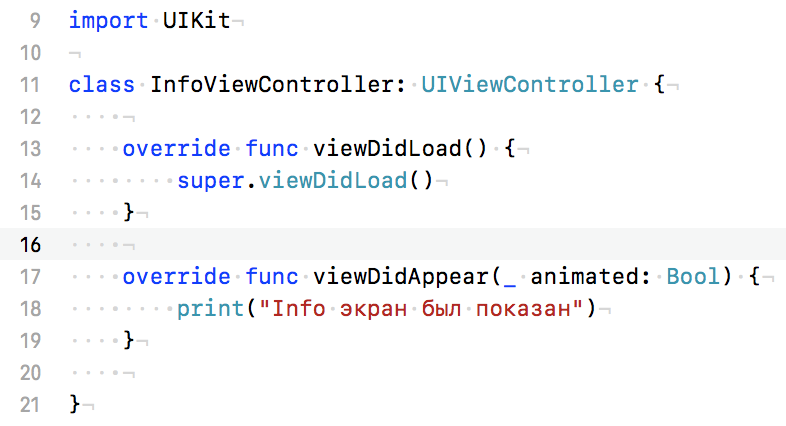 9 import UIKit¬
10 ¬
11 class InfoViewController: UIViewController {¬
12 ····¬
13 ····override func viewDidLoad() {¬
14 ········super.viewDidLoad()¬
15 ····}¬
16 ····¬
17 ····override func viewDidAppear(_ animated: Bool) {¬
18 ········print("Info экран был показан")¬
19 ····}¬
20 ····¬
21 }¬